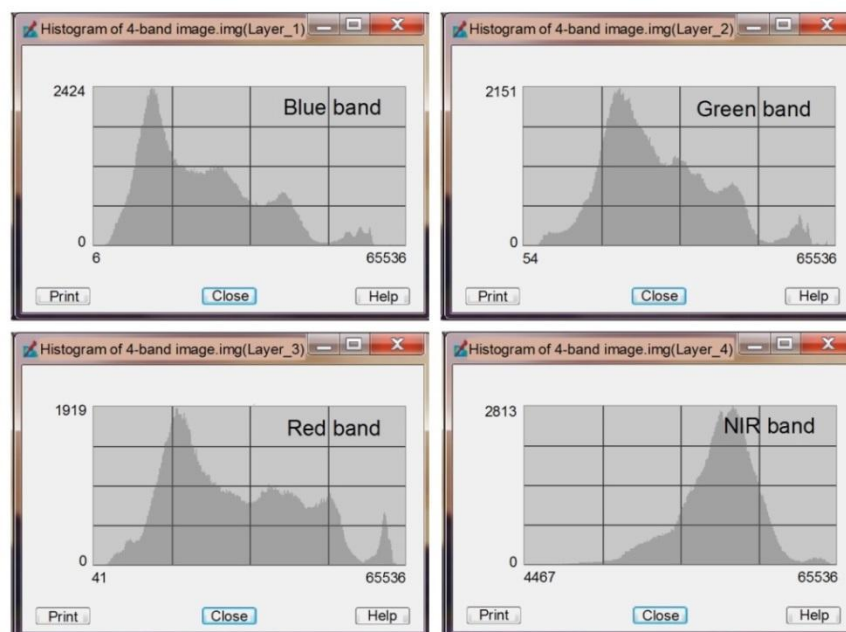 Histogram of 4-band image.img(Layer_1)
2424
Blue band
0
6
65536
Print
Close
Help
Histogram of 4-band image.img(Layer_2)
2151
Green band
0
54
65536
Print
Close
Help
Histogram of 4-band image.img(Layer_3)
1919
Red band
0
41
65536
Print
Close
Help
Histogram of 4-band image.img(Layer_4)
2813
NIR band
0
4467
65536
Print
Close
Help